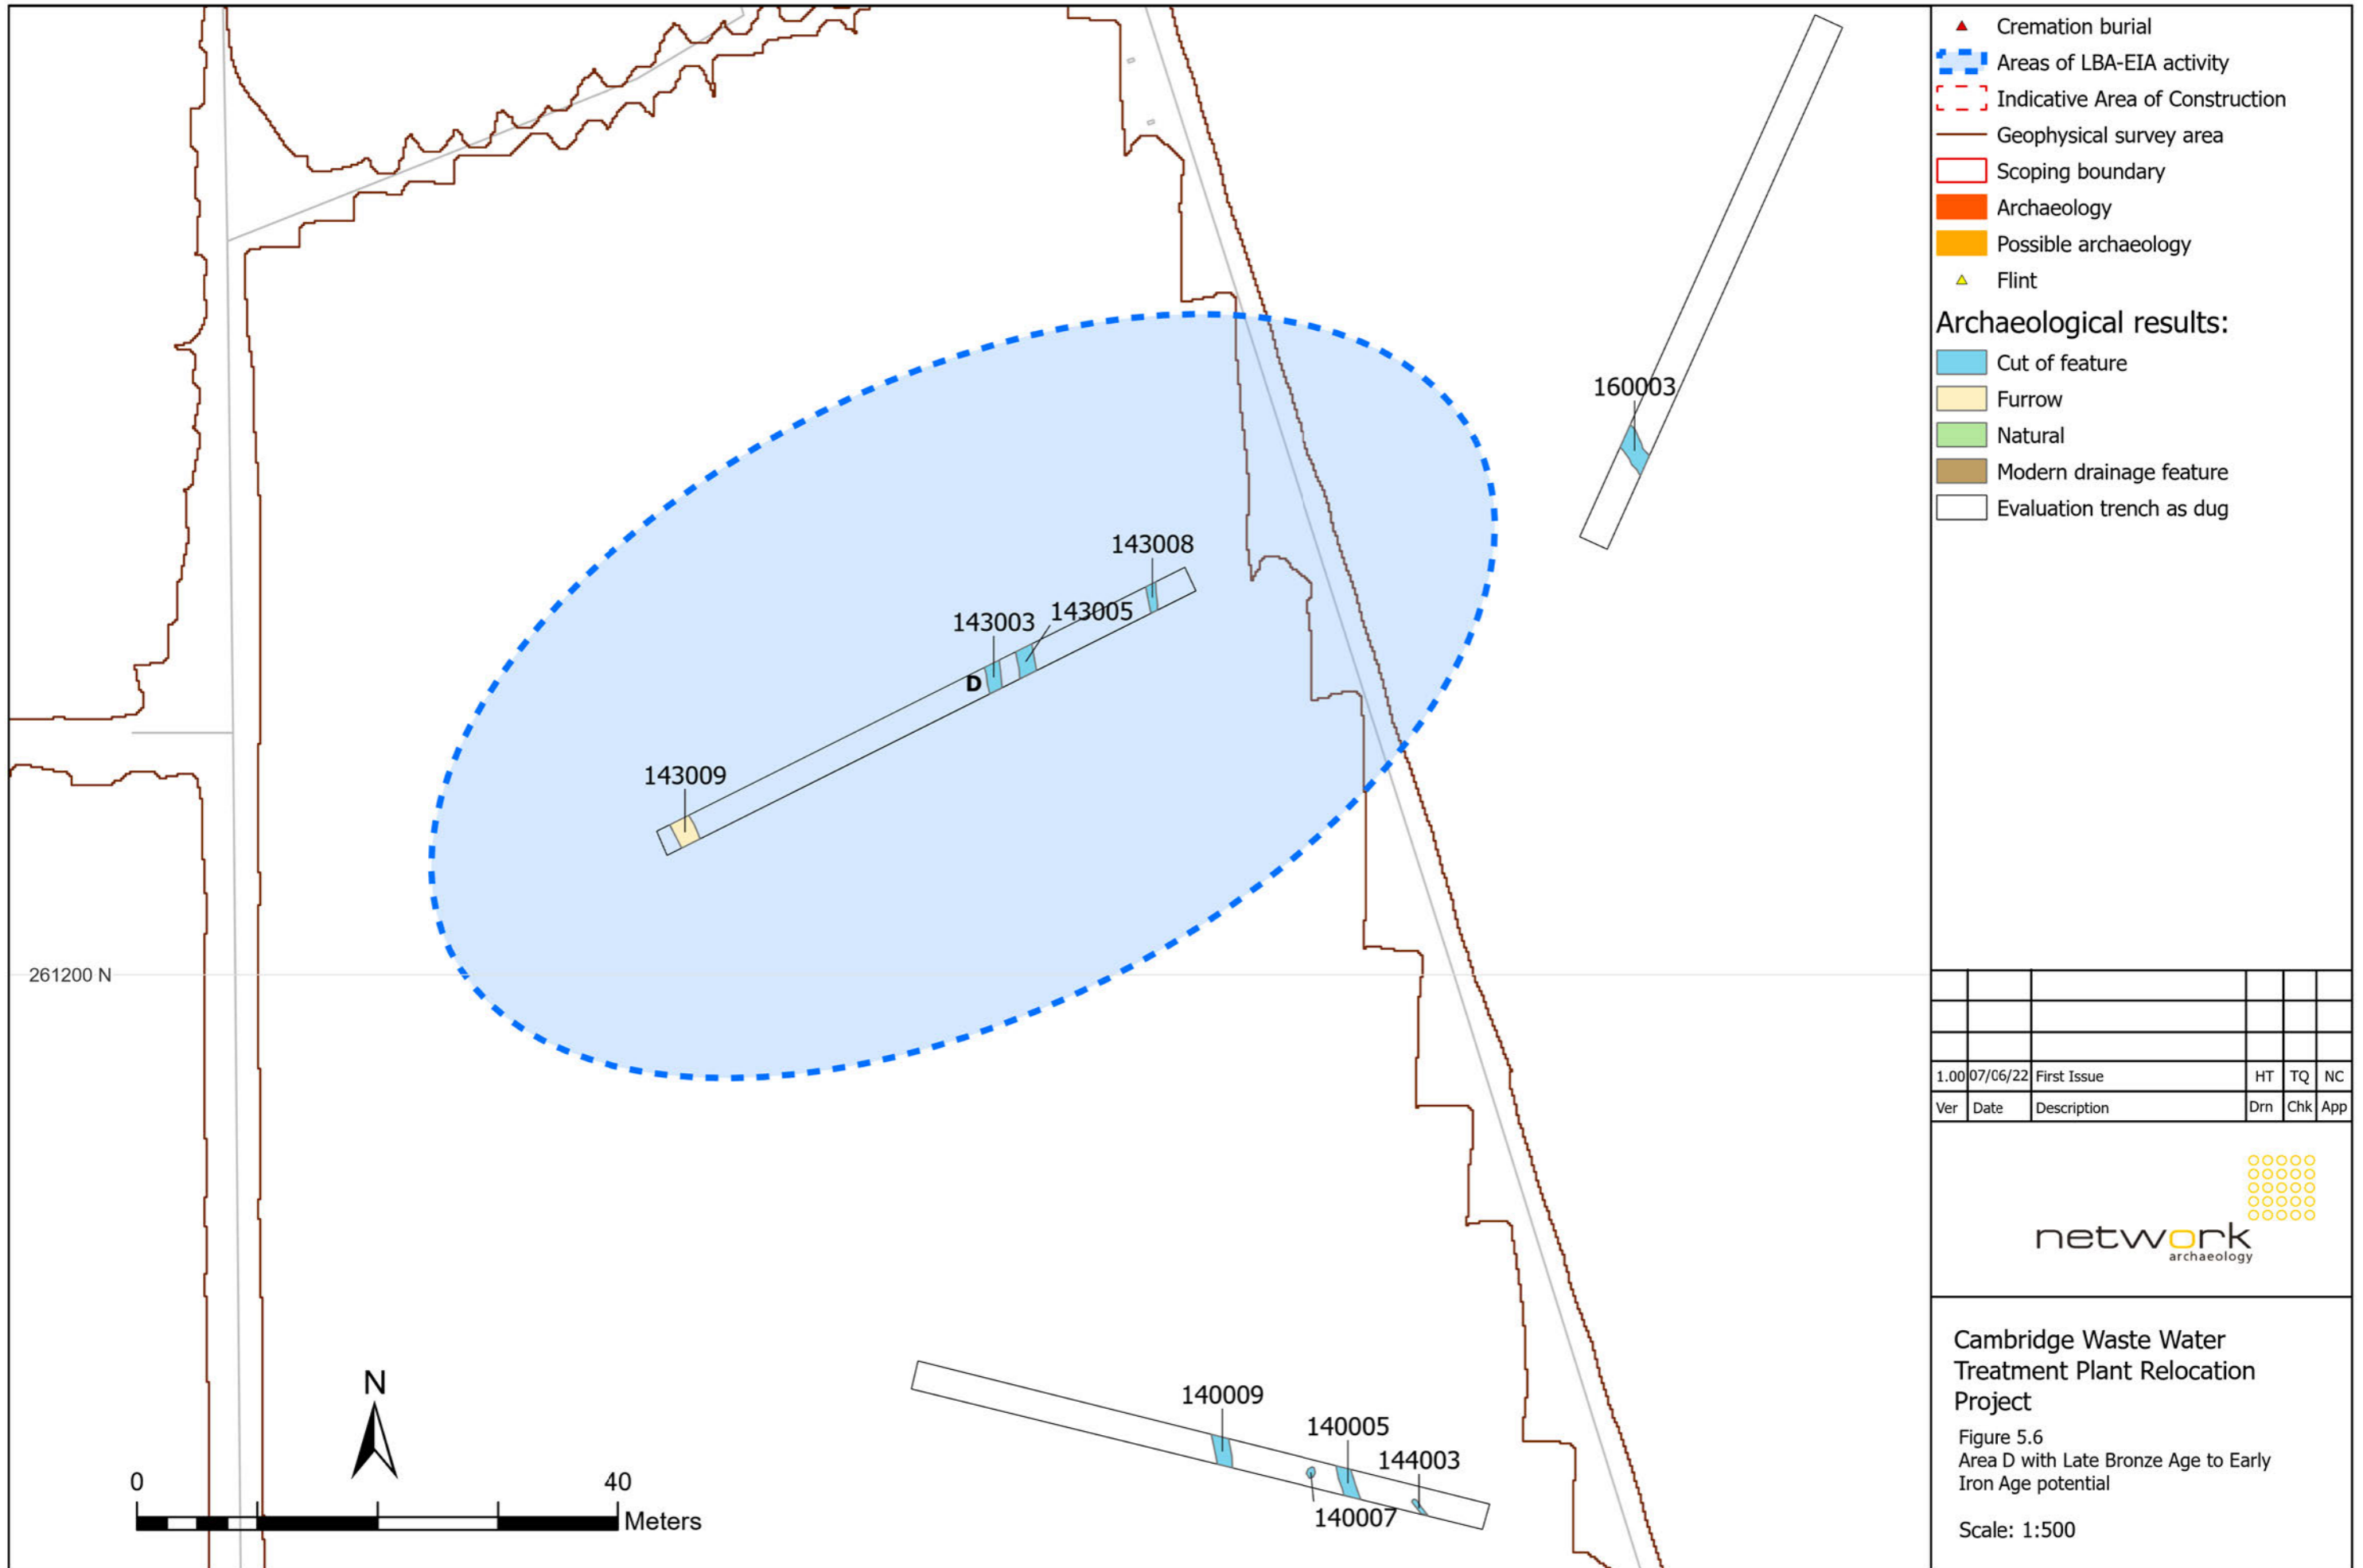 160003
143008
143005
143003
D
143009
261200 N
140009
140005
144003
140007
N
0 40
Meters
Cremation burial
Areas of LBA-EIA activity
Indicative Area of Construction
Geophysical survey area
Scoping boundary
Archaeology
Possible archaeology
Flint
Archaeological results:
Cut of feature
Furrow
Natural
Modern drainage feature
Evaluation trench as dug
1.00 07/06/22 First Issue HT TQ NC
Ver Date Description Drn Chk App
network
archaeology
Cambridge Waste Water
Treatment Plant Relocation
Project
Figure 5.6
Area D with Late Bronze Age to Early
Iron Age potential
Scale: 1:500